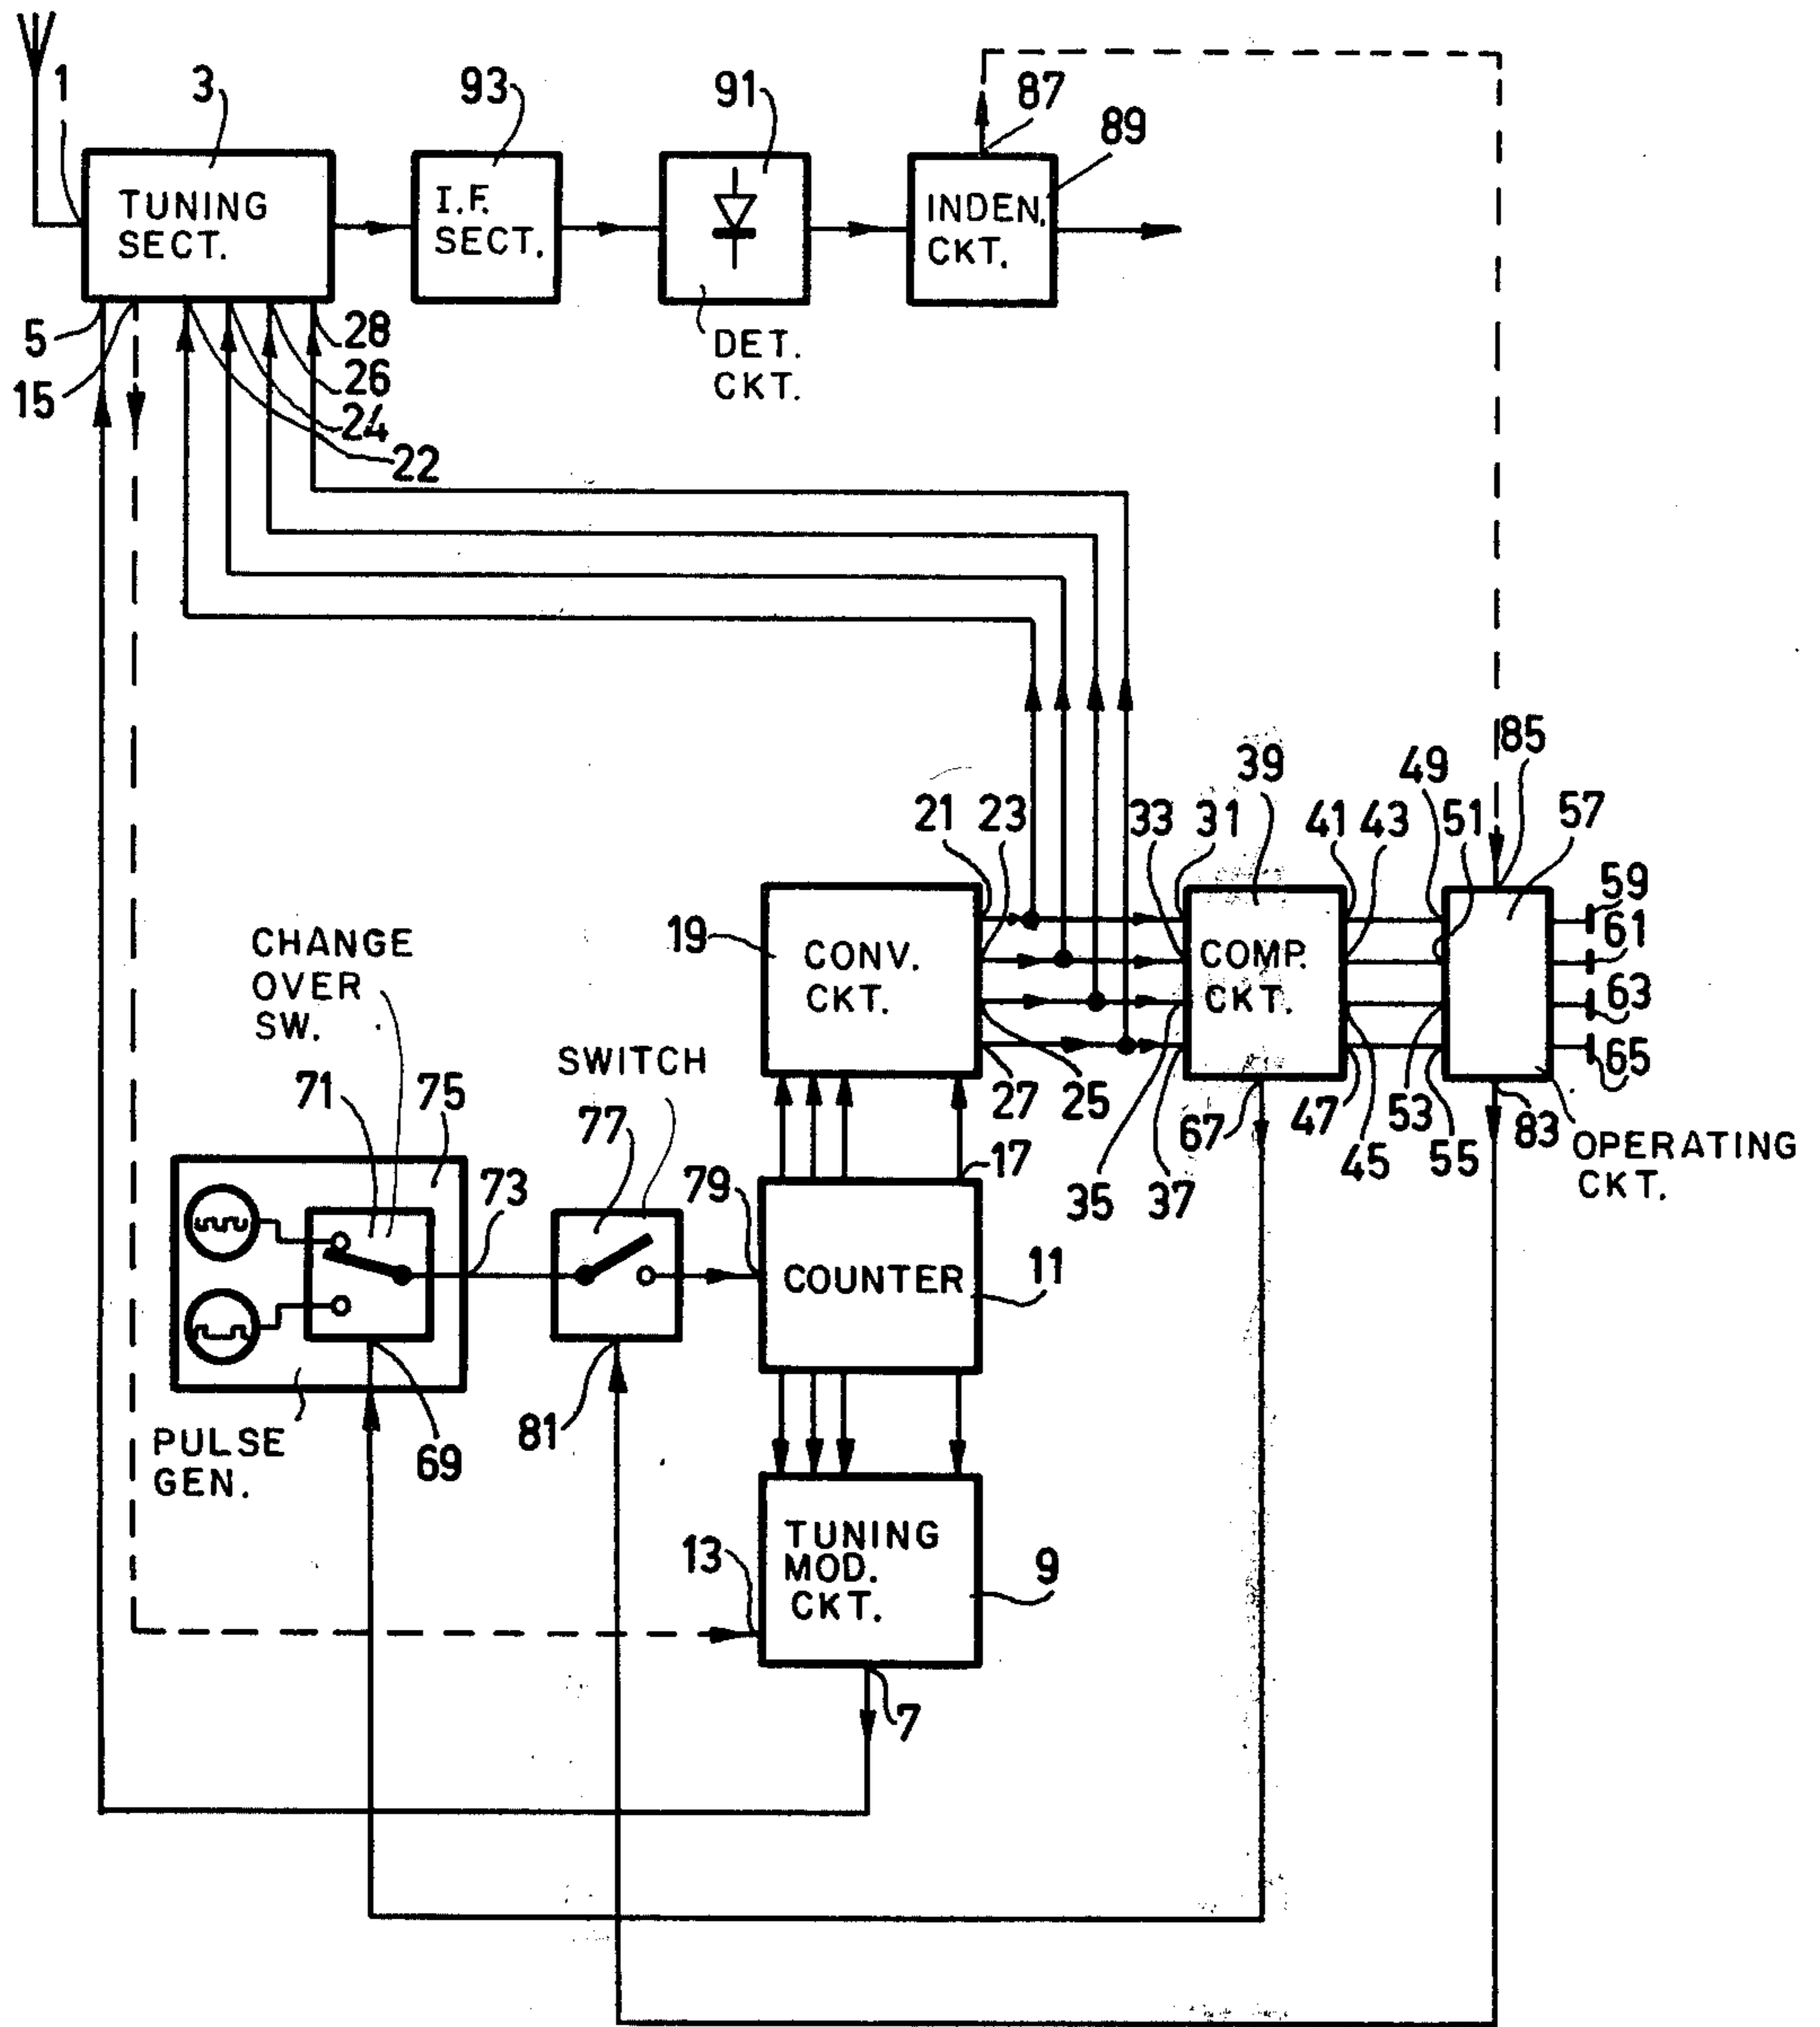 1
3
93
91
87
89
TUNING
SECT.
I.F.
SECT.
INDEN.
CKT.
DET.
CKT.
5
15
28
26
24
22
85
39
49
57
21
23
33
31
41
43
51
59
61
63
65
19
CONV.
CKT.
COMP.
CKT.
CHANGE
OVER
SW.
SWITCH
71
75
77
73
79
27
25
67
35
37
47
45
53
55
83
OPERATING
CKT.
17
COUNTER
11
PULSE
GEN.
69
81
13
TUNING
MOD.
CKT.
9
7